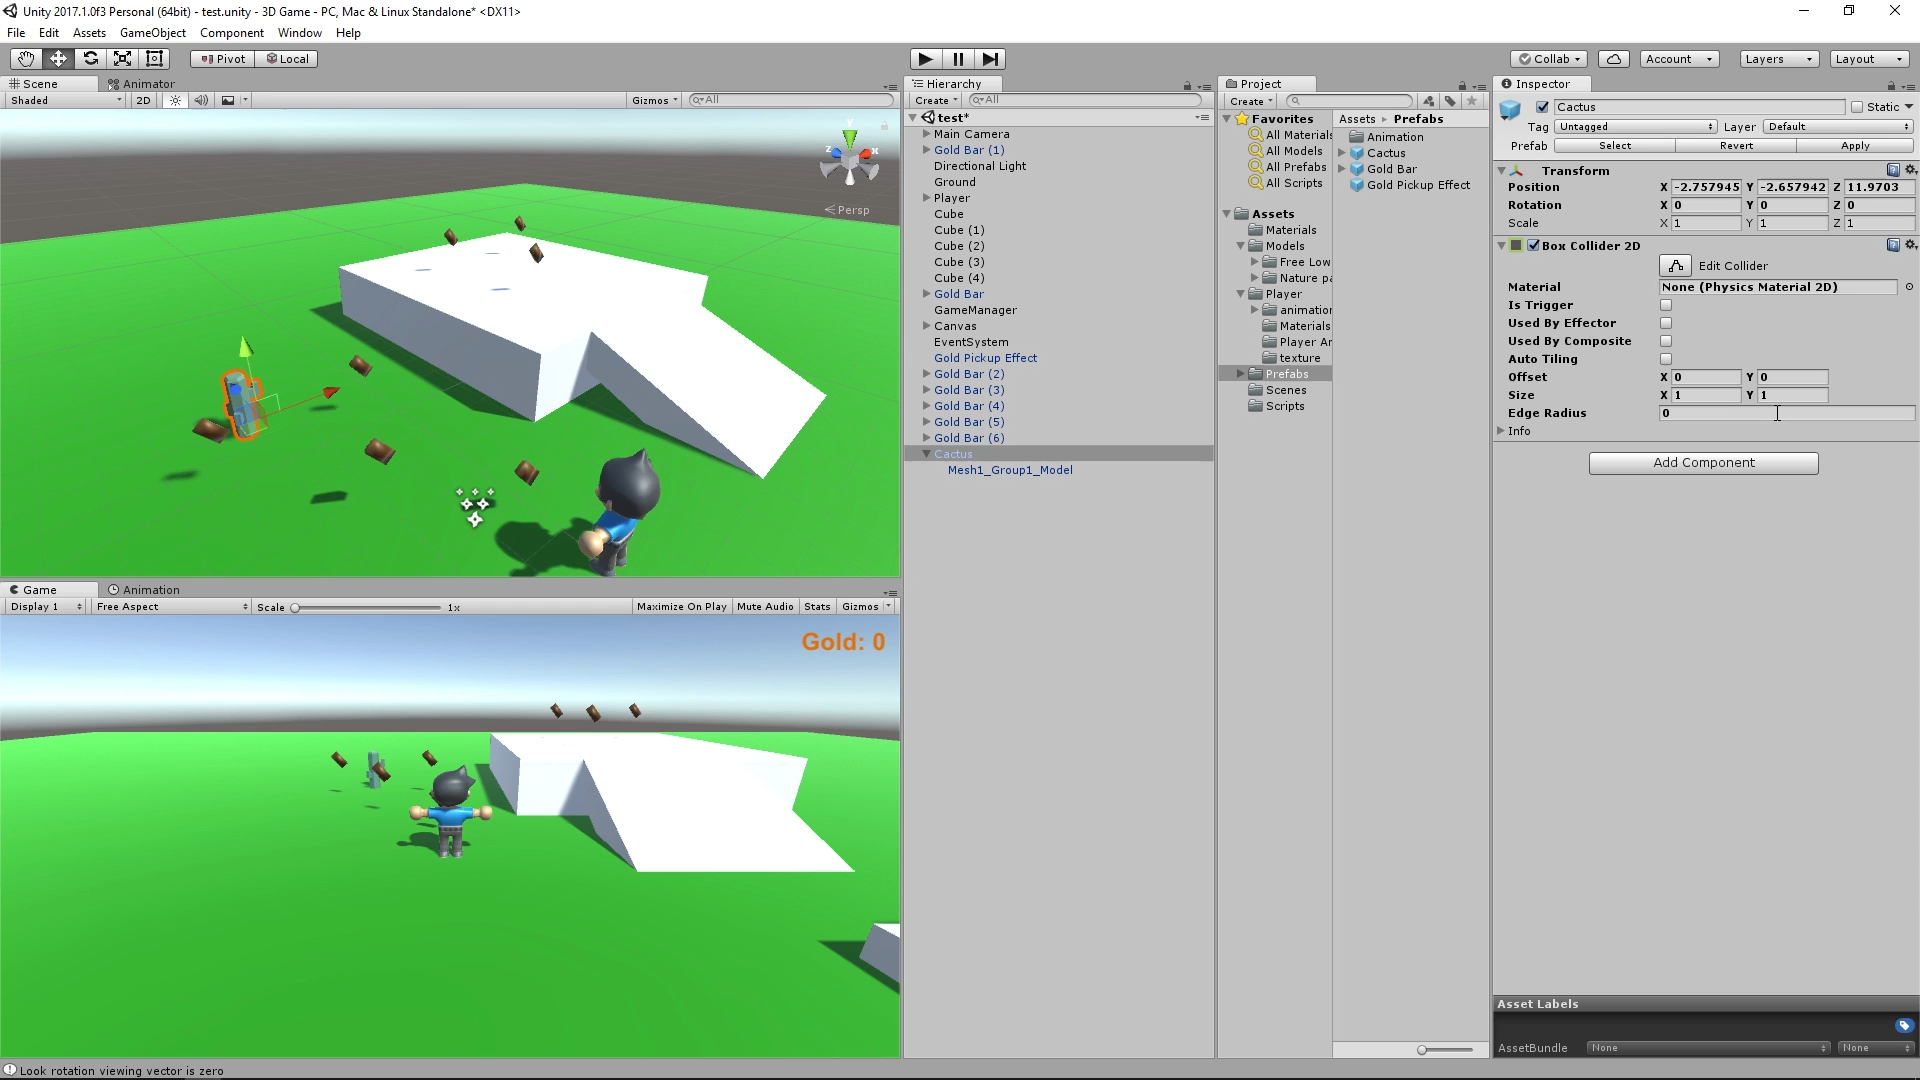 Unity 2017.1.0f3 Personal (64bit) - test.unity - 3D Game - PC, Mac & Linux Standalone* <DX11>
File Edit Assets GameObject Component Window Help
Pivot Local
Collab Account Layers Layout
Scene Animator
Shaded 2D Gizmos All
y z x
Persp
Game Animation
Display 1 Free Aspect Scale 1x Maximize On Play Mute Audio Stats Gizmos
Gold: 0
Hierarchy
Create All
test*
Main Camera
Gold Bar (1)
Directional Light
Ground
Player
Cube
Cube (1)
Cube (2)
Cube (3)
Cube (4)
Gold Bar
GameManager
Canvas
EventSystem
Gold Pickup Effect
Gold Bar (2)
Gold Bar (3)
Gold Bar (4)
Gold Bar (5)
Gold Bar (6)
Cactus
Mesh1_Group1_Model
Project
Create
Favorites
All Materials
All Models
All Prefabs
All Scripts
Assets
Materials
Models
Free Low
Nature pa
Player
animation
Materials
Player Ar
texture
Prefabs
Scenes
Scripts
Assets Prefabs
Animation
Cactus
Gold Bar
Gold Pickup Effect
Inspector
Cactus Static
Tag Untagged Layer Default
Prefab Select Revert Apply
Transform
Position X -2.757945 Y -2.657942 Z 11.9703
Rotation X 0 Y 0 Z 0
Scale X 1 Y 1 Z 1
Box Collider 2D
Edit Collider
Material None (Physics Material 2D)
Is Trigger
Used By Effector
Used By Composite
Auto Tiling
Offset X 0 Y 0
Size X 1 Y 1
Edge Radius 0
Info
Add Component
Asset Labels
AssetBundle None None
Look rotation viewing vector is zero